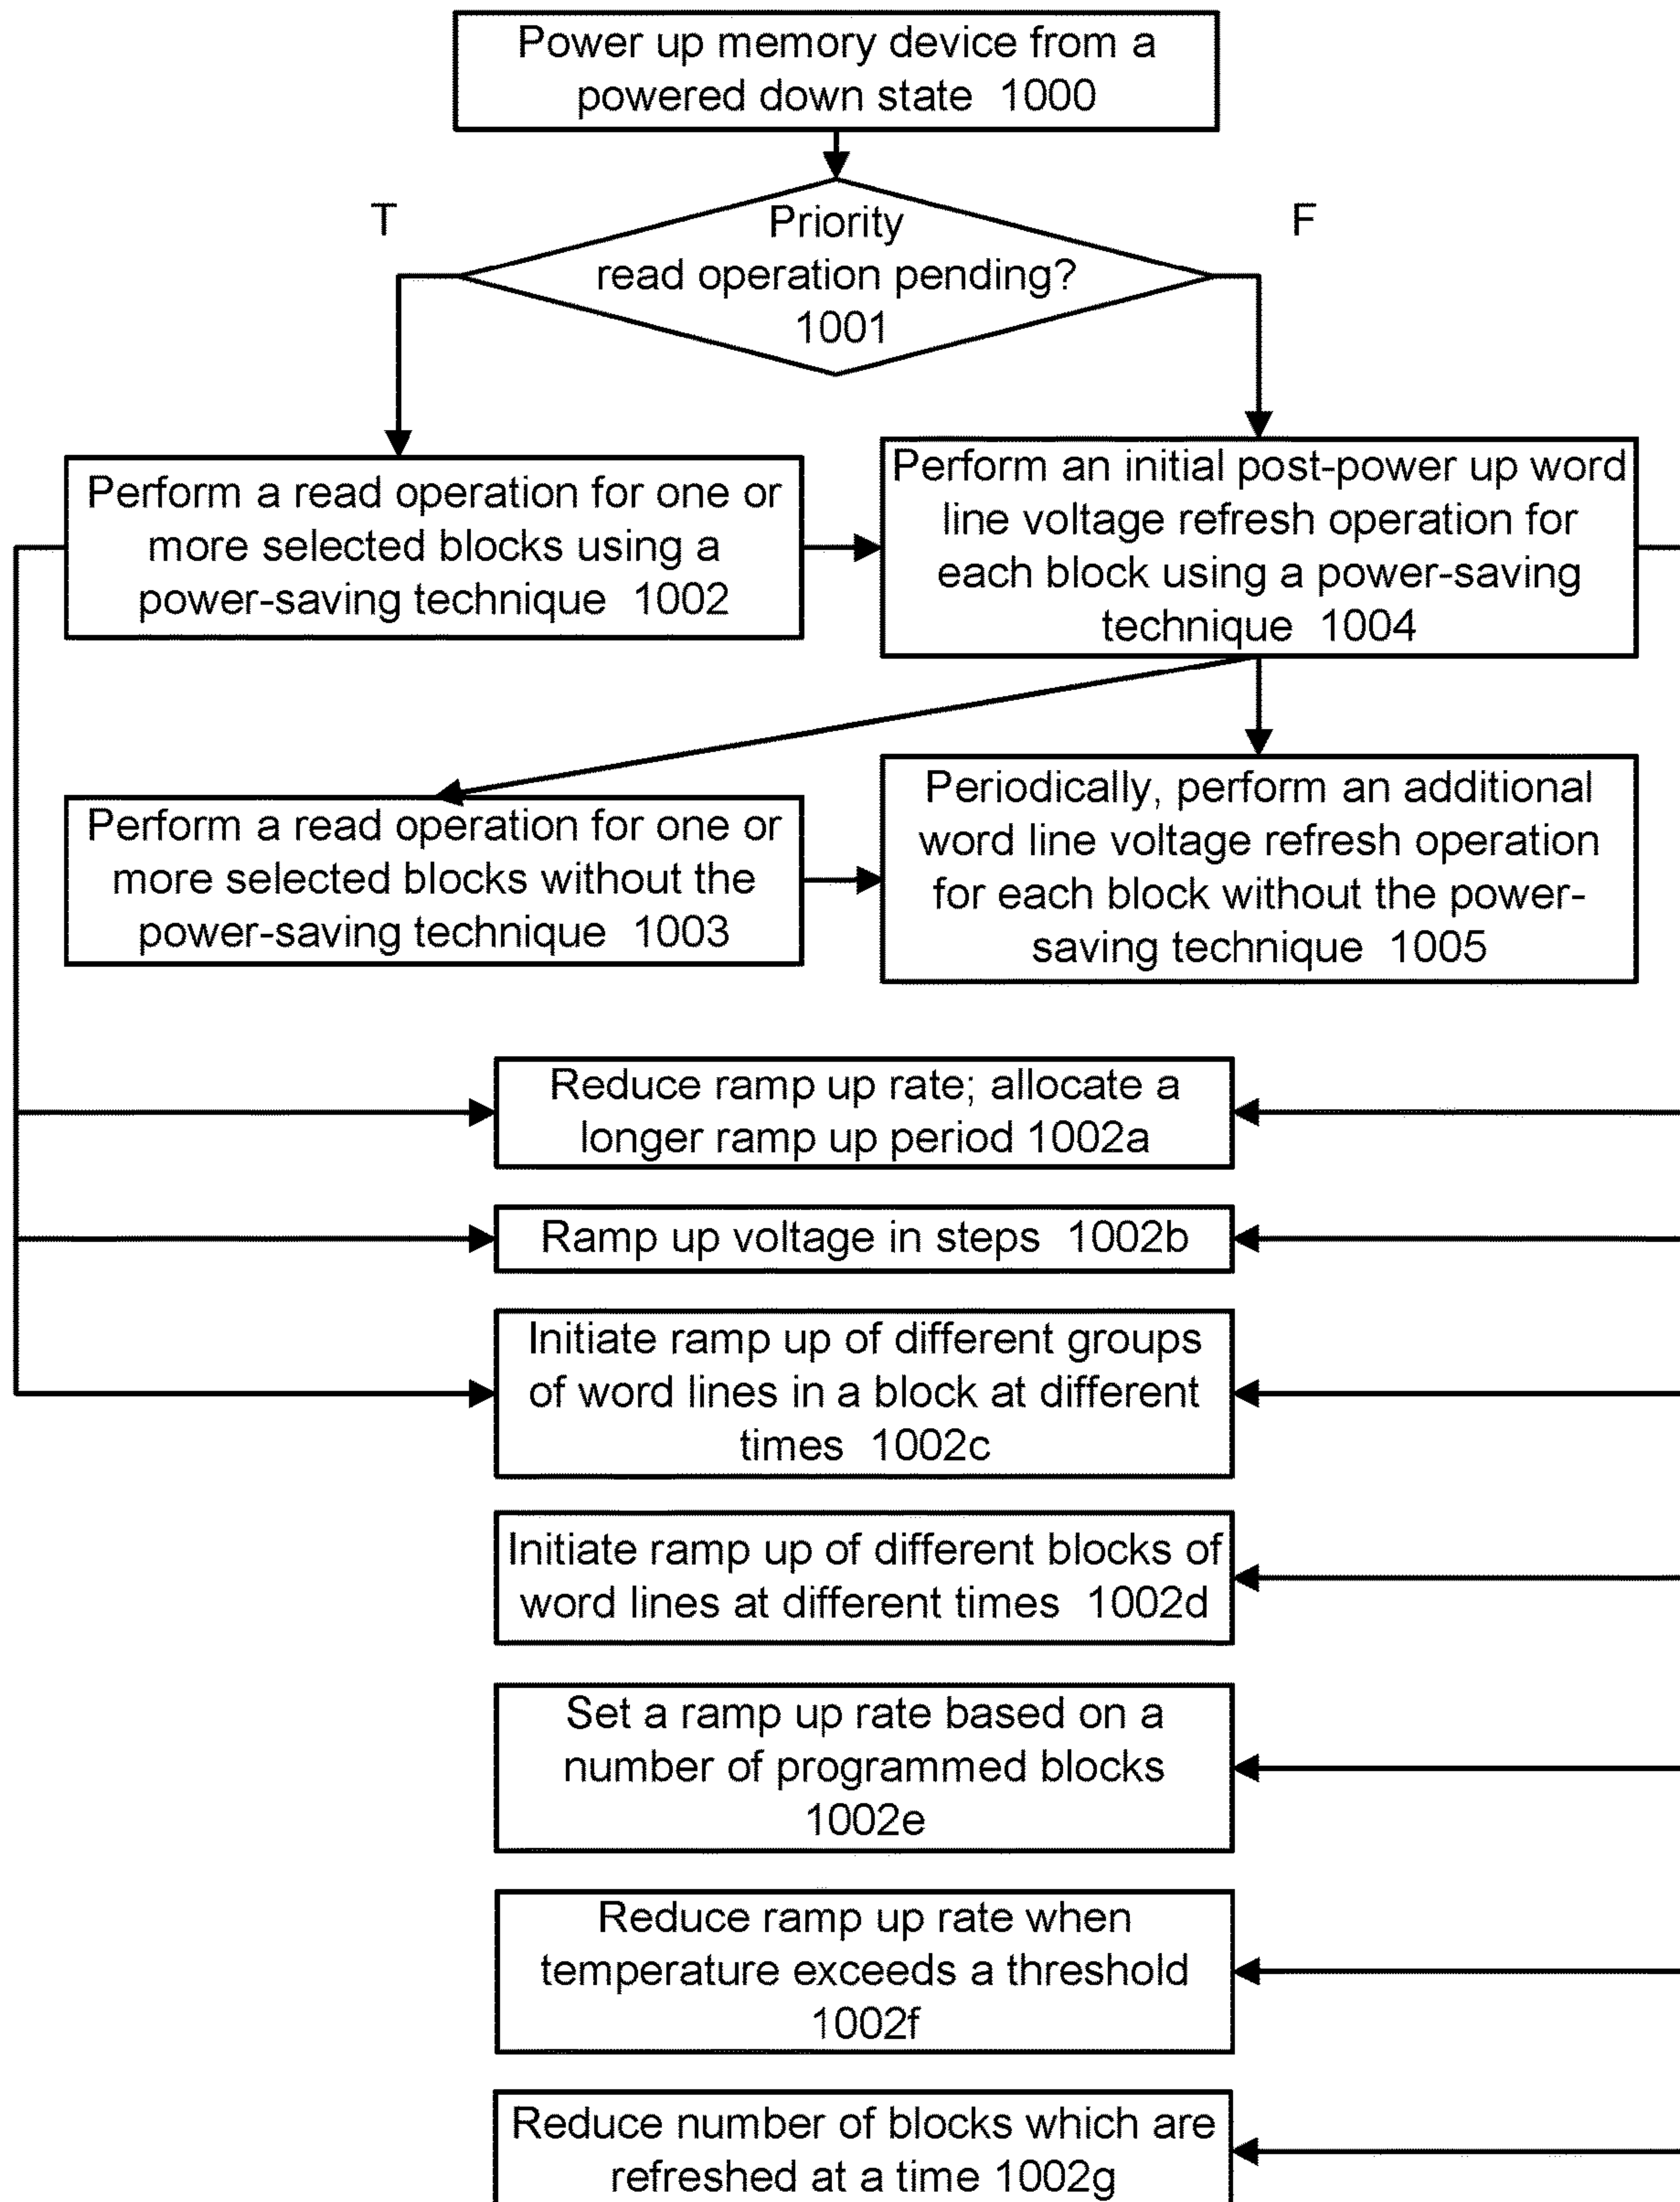 Power up memory device from a
powered down state 1000
T
F
Priority
read operation pending?
1001
Perform a read operation for one or
more selected blocks using a
power-saving technique 1002
Perform an initial post-power up word
line voltage refresh operation for
each block using a power-saving
technique 1004
Perform a read operation for one or
more selected blocks without the
power-saving technique 1003
Periodically, perform an additional
word line voltage refresh operation
for each block without the power-
saving technique 1005
Reduce ramp up rate; allocate a
longer ramp up period 1002a
Ramp up voltage in steps 1002b
Initiate ramp up of different groups
of word lines in a block at different
times 1002c
Initiate ramp up of different blocks of
word lines at different times 1002d
Set a ramp up rate based on a
number of programmed blocks
1002e
Reduce ramp up rate when
temperature exceeds a threshold
1002f
Reduce number of blocks which are
refreshed at a time 1002g